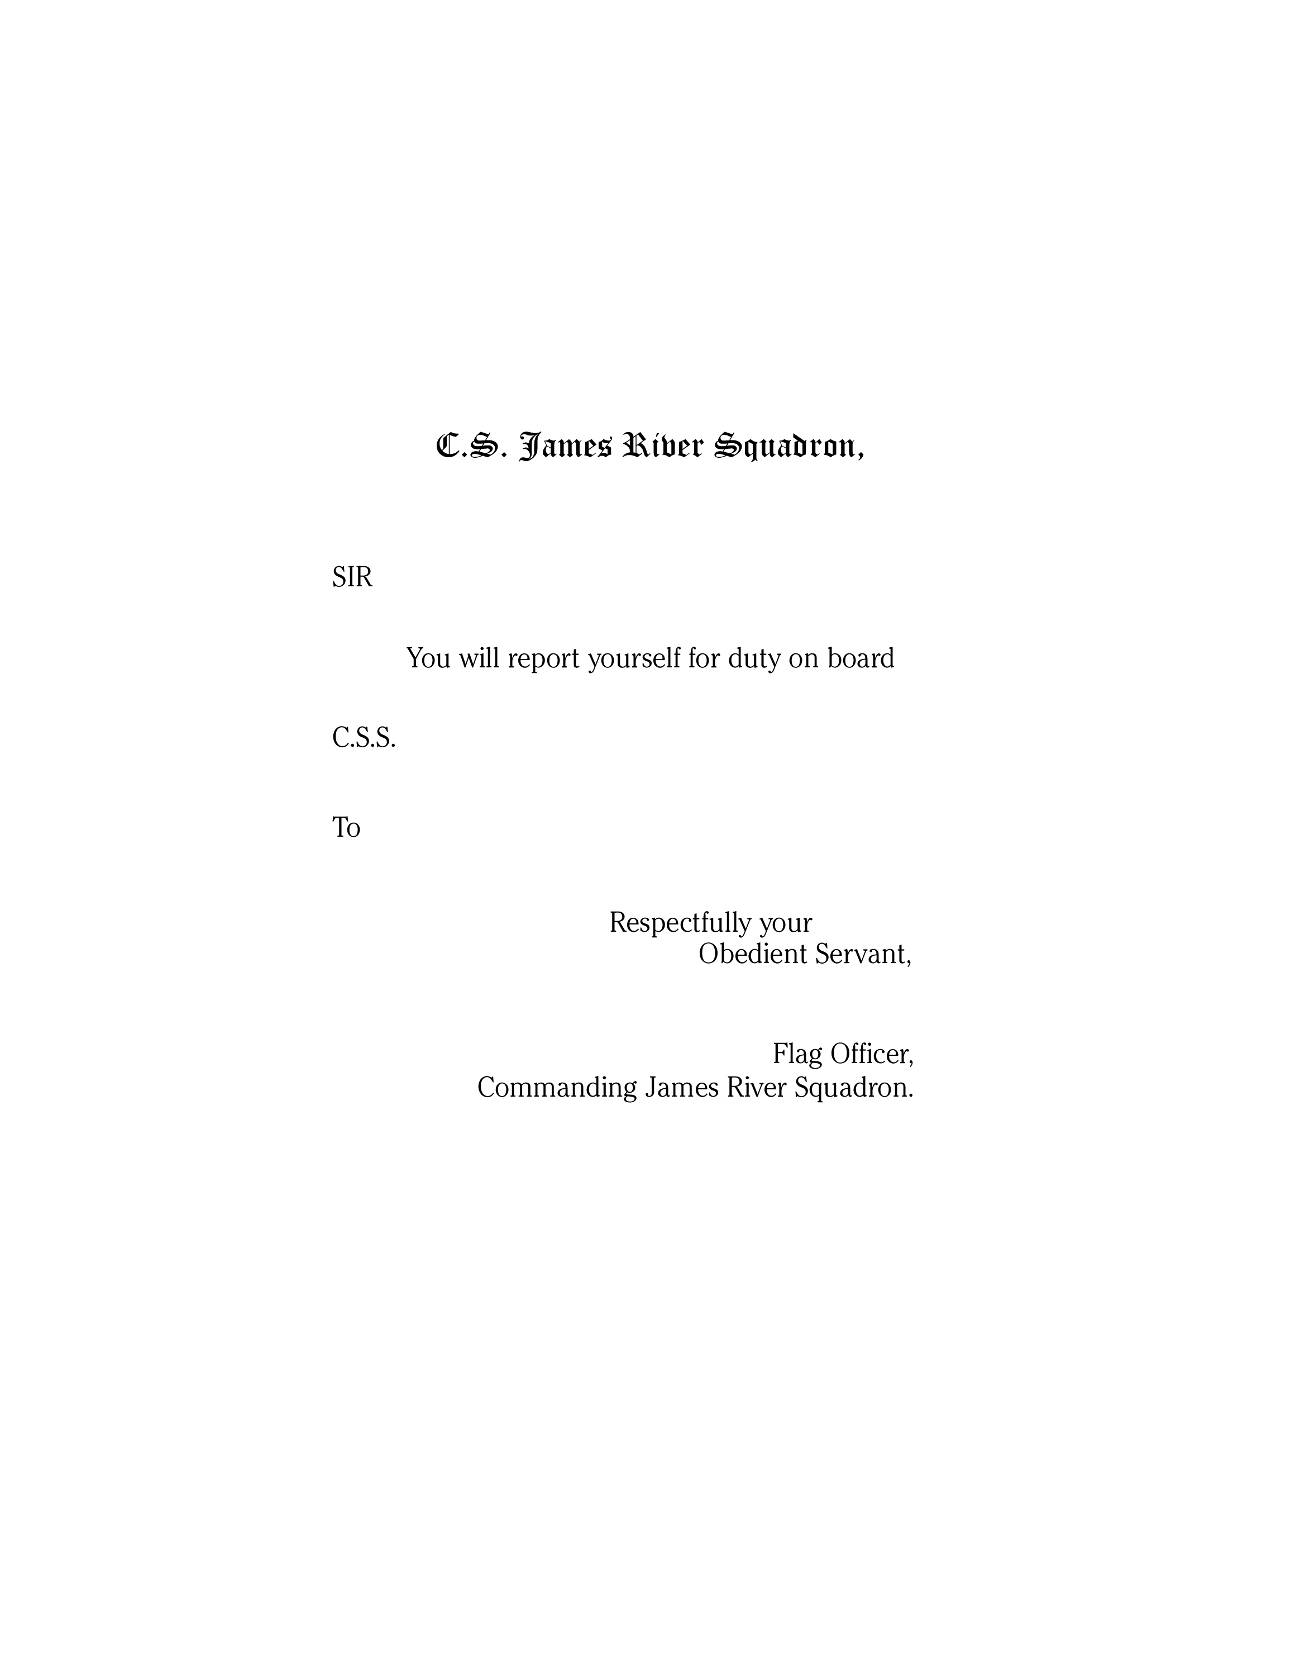 C.S. James River Squadron,
SIR
You will report yourself for duty on board
C.S.S.
To
Respectfully your
Obedient Servant,
Flag Officer,
Commanding James River Squadron.